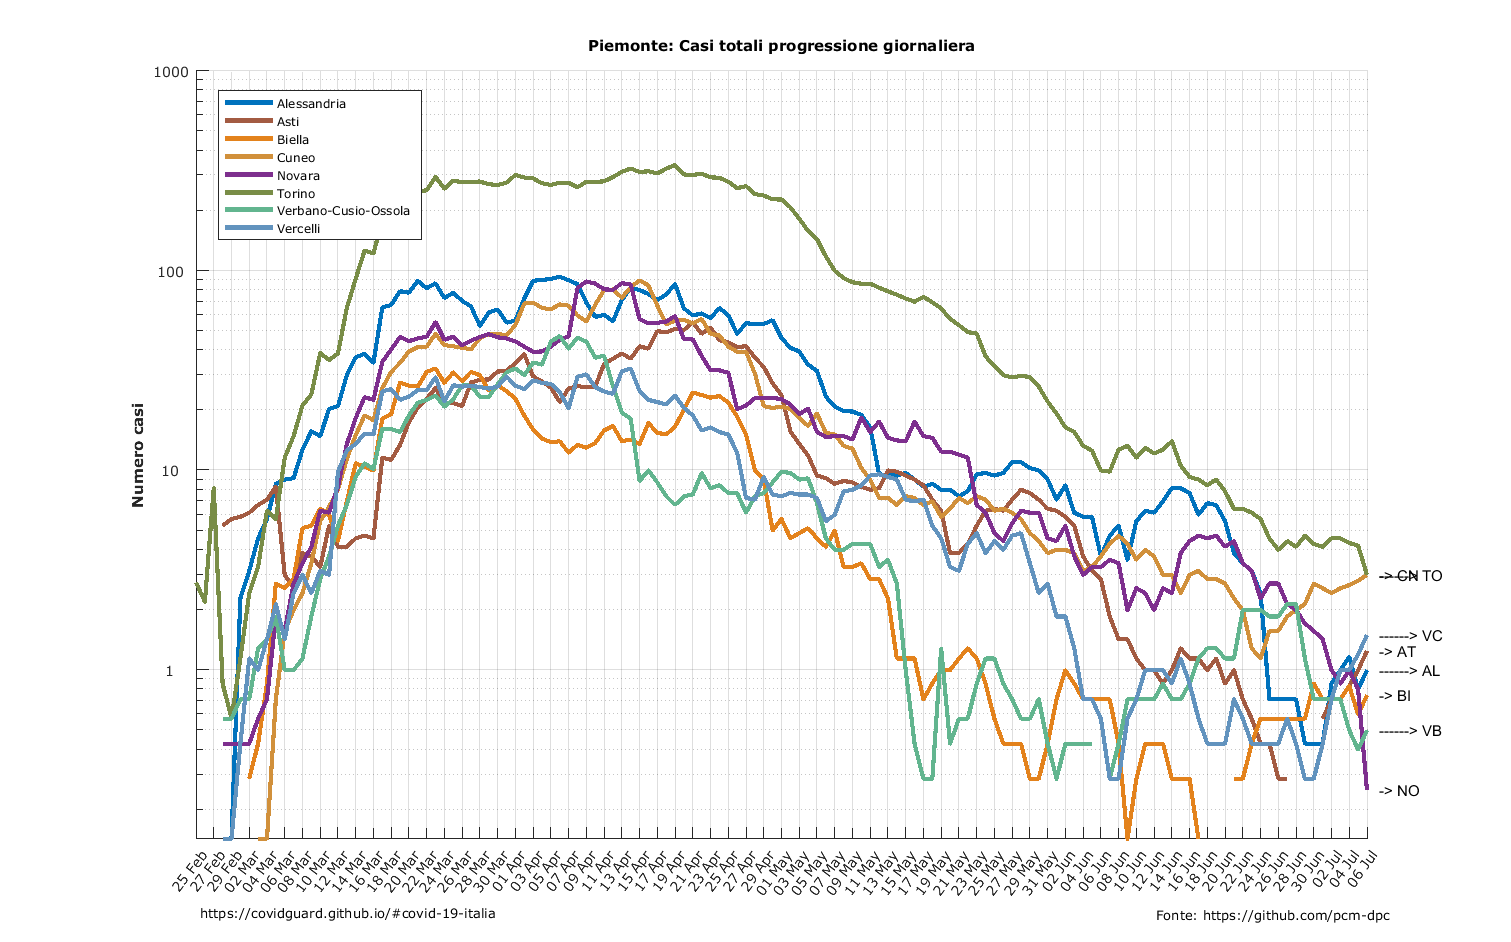 Piemonte: Casi totali progressione giornaliera
1000
100
10
1
Numero casi
Alessandria
Asti
Biella
Cuneo
Novara
Torino
Verbano-Cusio-Ossola
Vercelli
-> CN
------> TO
------> VC
-> AT
------> AL
-> BI
------> VB
-> NO
25 Feb
27 Feb
29 Feb
02 Mar
04 Mar
06 Mar
08 Mar
10 Mar
12 Mar
14 Mar
16 Mar
18 Mar
20 Mar
22 Mar
24 Mar
26 Mar
28 Mar
30 Mar
01 Apr
03 Apr
05 Apr
07 Apr
09 Apr
11 Apr
13 Apr
15 Apr
17 Apr
19 Apr
21 Apr
23 Apr
25 Apr
27 Apr
29 Apr
01 May
03 May
05 May
07 May
09 May
11 May
13 May
15 May
17 May
19 May
21 May
23 May
25 May
27 May
29 May
31 May
02 Jun
04 Jun
06 Jun
08 Jun
10 Jun
12 Jun
14 Jun
16 Jun
18 Jun
20 Jun
22 Jun
24 Jun
26 Jun
28 Jun
30 Jun
02 Jul
04 Jul
06 Jul
https://covidguard.github.io/#covid-19-italia
Fonte: https://github.com/pcm-dpc